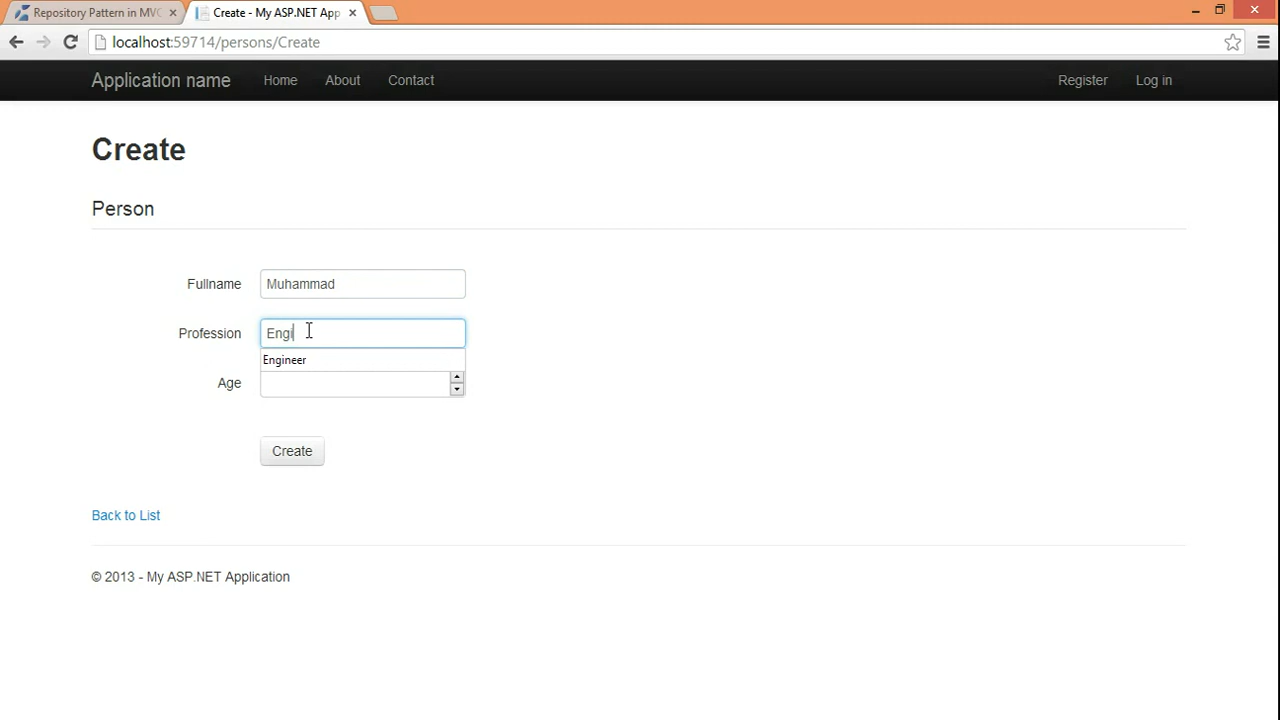 Repository Pattern in MVC
Create - My ASP.NET App
localhost:59714/persons/Create
Application name Home About Contact Register Log in
Create
Person
Fullname Muhammad
Profession Engi
Engineer
Age
Create
Back to List
© 2013 - My ASP.NET Application